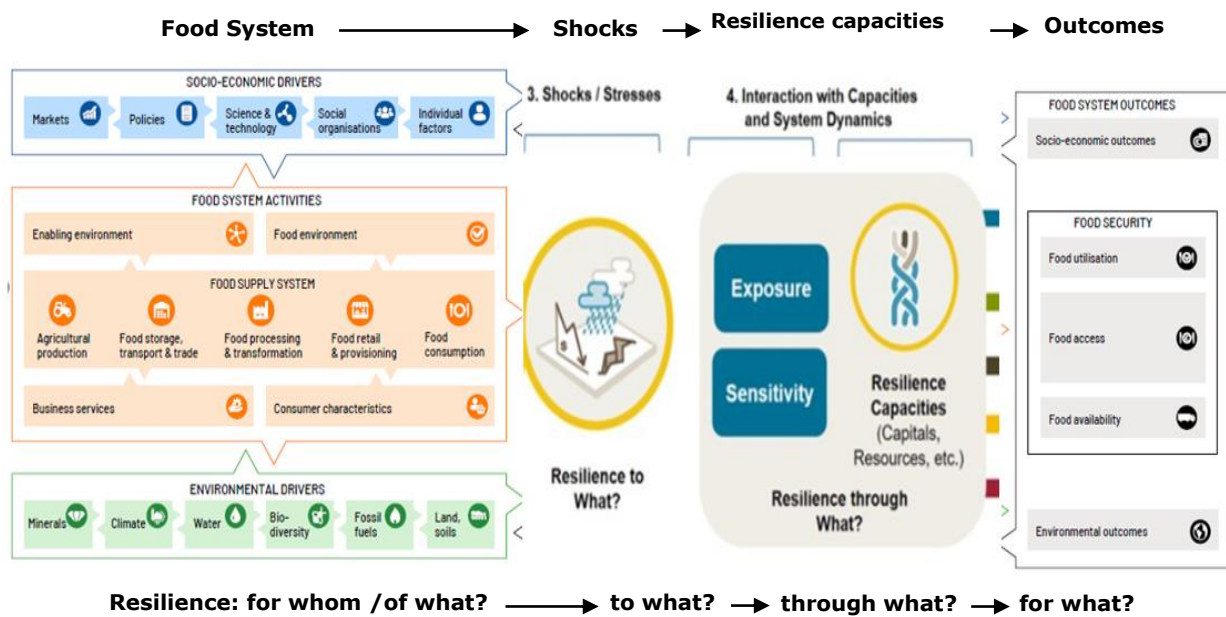 Food System
Shocks
Resilience capacities
Outcomes
SOCIO-ECONOMIC DRIVERS
Markets
Policies
Science &
technology
Social
organisations
Individual
factors
FOOD SYSTEM ACTIVITIES
Enabling environment
Food environment
FOOD SUPPLY SYSTEM
Agricultural
production
Food storage,
transport & trade
Food processing
& transformation
Food retail
& provisioning
Food
consumption
Business services
Consumer characteristics
ENVIRONMENTAL DRIVERS
Minerals
Climate
Water
Bio-
diversity
Fossil
fuels
Land,
soils
3. Shocks / Stresses
$
Resilience to
What?
4. Interaction with Capacities
and System Dynamics
Exposure
Sensitivity
Resilience
Capacities
(Capitals,
Resources, etc.)
Resilience through
What?
FOOD SYSTEM OUTCOMES
Socio-economic outcomes
FOOD SECURITY
Food utilisation
Food access
Food availability
Environmental outcomes
Resilience: for whom /of what?
to what?
through what?
for what?